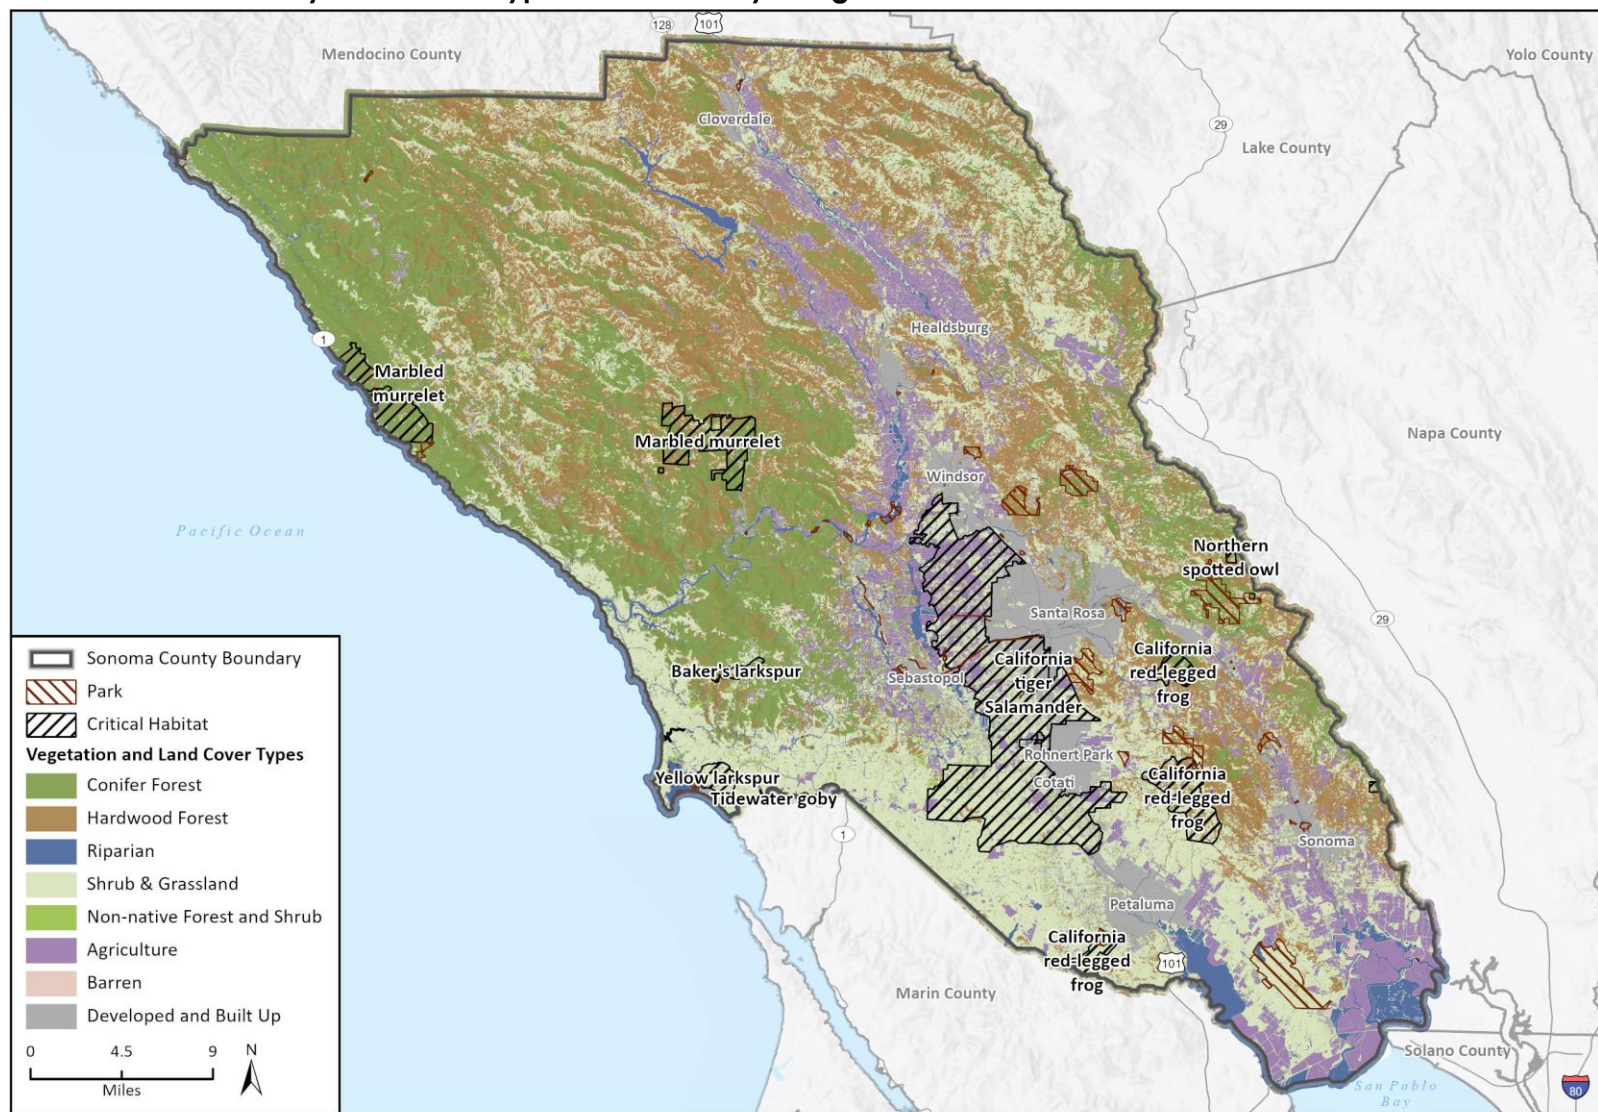 128
101
Mendocino County
Yolo County
Cloverdale
29
Lake County
Healdsburg
1
Marbled
murrelet
Marbled murrelet
Napa County
Windsor
Pacific Ocean
Northern
spotted owl
Santa Rosa
29
California
tiger
Salamander
California
red-legged
frog
Baker's larkspur
Sebastopol
Rohnert Park
Cotati
California
red-legged
frog
Yellow larkspur
Tidewater goby
1
Sonoma
Petaluma
California
red-legged
frog
101
Marin County
Solano County
San Pablo
Bay
80
Sonoma County Boundary
Park
Critical Habitat
Vegetation and Land Cover Types
Conifer Forest
Hardwood Forest
Riparian
Shrub & Grassland
Non-native Forest and Shrub
Agriculture
Barren
Developed and Built Up
0 4.5 9
Miles
N